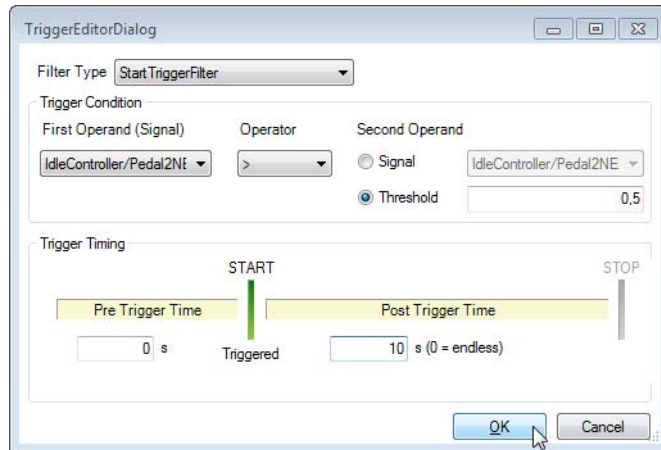 TriggerEditorDialog
Filter Type StartTriggerFilter
Trigger Condition
First Operand (Signal) Operator Second Operand
IdleController/Pedal2NE > Signal IdleController/Pedal2NE
Threshold 0,5
Trigger Timing
START STOP
Pre Trigger Time Post Trigger Time
0 s Triggered 10 s (0 = endless)
OK Cancel